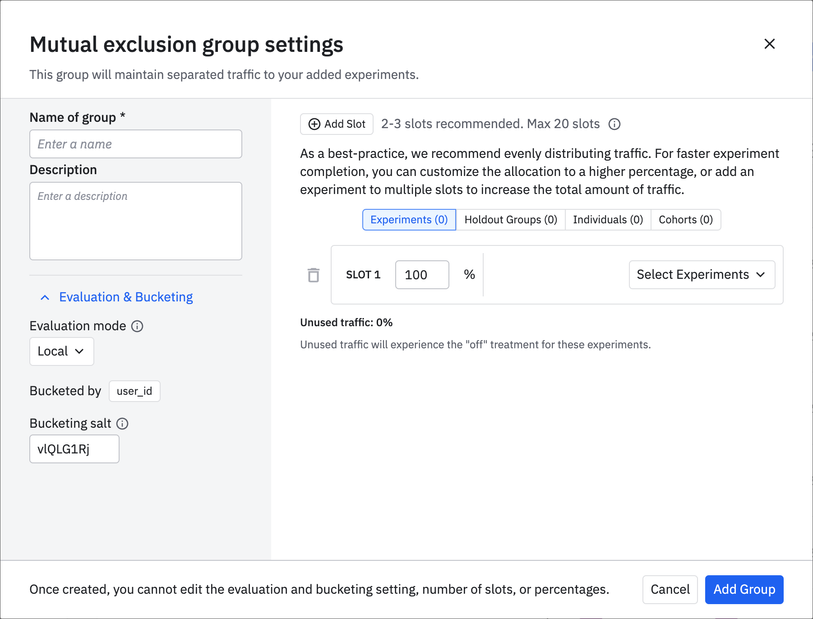 Mutual exclusion group settings
This group will maintain separated traffic to your added experiments.
Name of group *
Enter a name
Description
Enter a description
Evaluation & Bucketing
Evaluation mode
Local
Bucketed by user_id
Bucketing salt
vlQLG1Rj
Add Slot 2-3 slots recommended. Max 20 slots
As a best-practice, we recommend evenly distributing traffic. For faster experiment
completion, you can customize the allocation to a higher percentage, or add an
experiment to multiple slots to increase the total amount of traffic.
Experiments (0) Holdout Groups (0) Individuals (0) Cohorts (0)
SLOT 1 100 % Select Experiments
Unused traffic: 0%
Unused traffic will experience the "off" treatment for these experiments.
Once created, you cannot edit the evaluation and bucketing setting, number of slots, or percentages.
Cancel Add Group